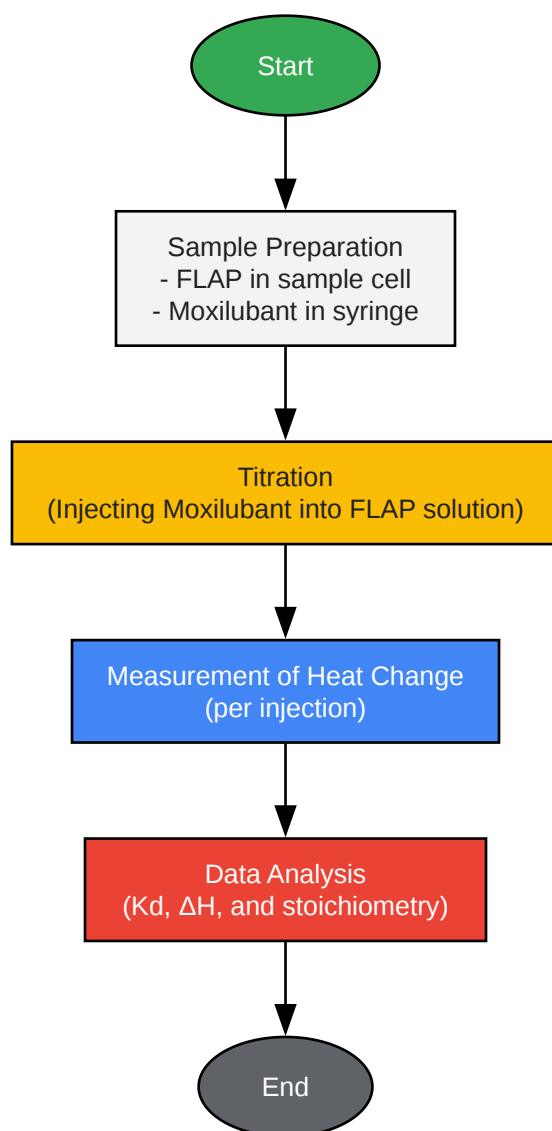 Start
Sample Preparation
- FLAP in sample cell
- Moxilubant in syringe
Titration
(Injecting Moxilubant into FLAP solution)
Measurement of Heat Change
(per injection)
Data Analysis
(Kd, ΔH, and stoichiometry)
End